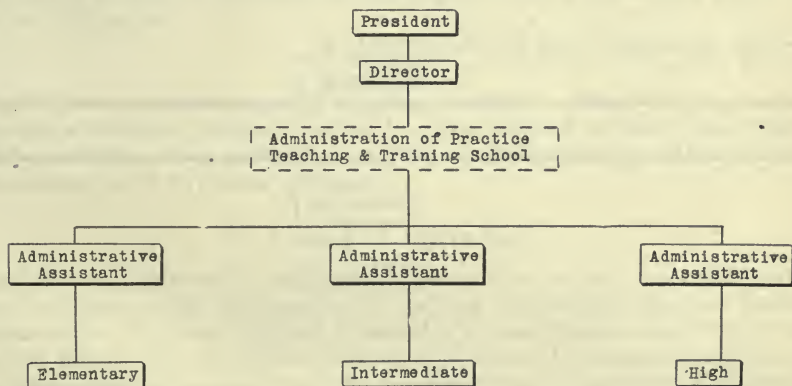 President
Director
Administration of Practice
Teaching & Training School
Administrative
Assistant
Administrative
Assistant
Administrative
Assistant
Elementary
Intermediate
High